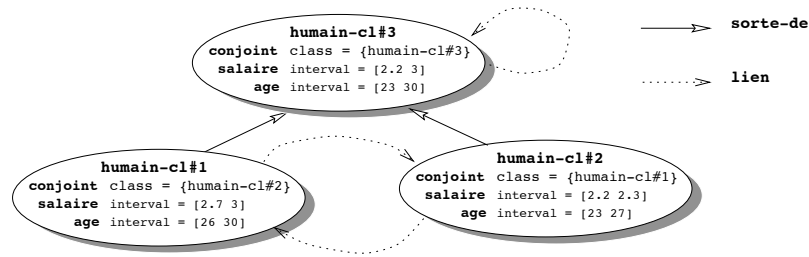 humain-cl#3
conjoint class = {humain-cl#3}
salaire interval = [2.2 3]
age interval = [23 30]
sorte-de
lien
humain-cl#1
conjoint class = {humain-cl#2}
salaire interval = [2.7 3]
age interval = [26 30]
humain-cl#2
conjoint class = {humain-cl#1}
salaire interval = [2.2 2.3]
age interval = [23 27]